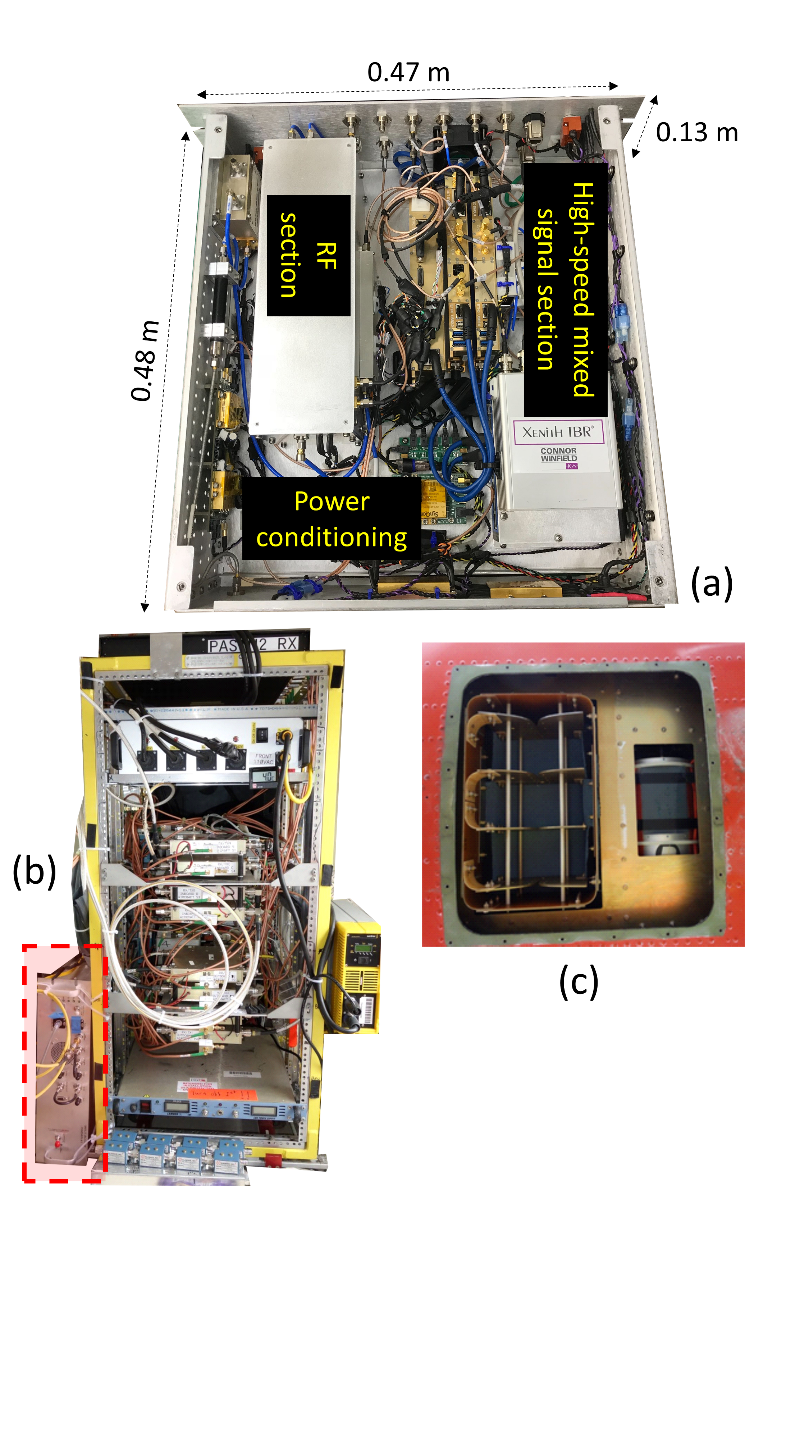 0.47 m
0.13 m
0.48 m
RF
section
High-speed mixed
signal section
XENITH IBR
CONNOR
WINFIELD
Power
conditioning
(a)
(b)
(c)